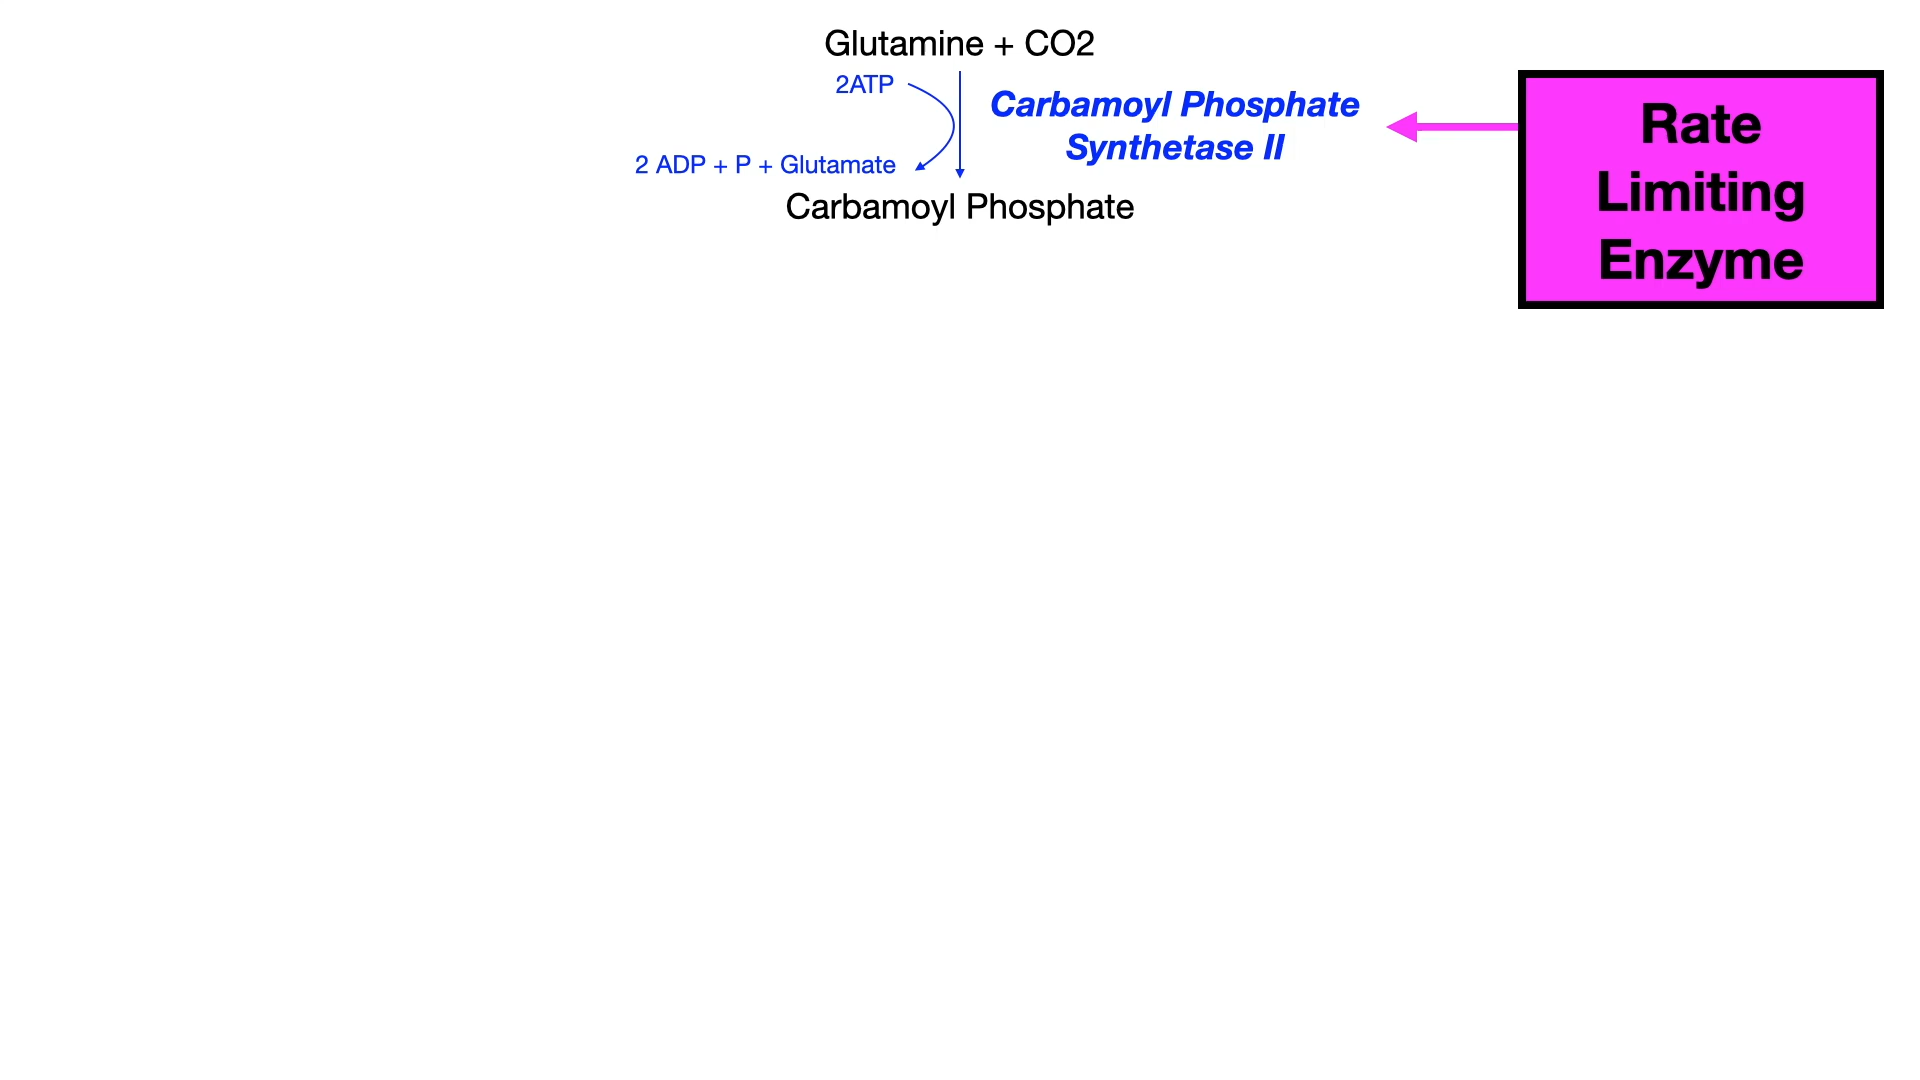 Glutamine + CO2
2ATP
Carbamoyl Phosphate
Synthetase II
2 ADP + P + Glutamate
Carbamoyl Phosphate
Rate
Limiting
Enzyme